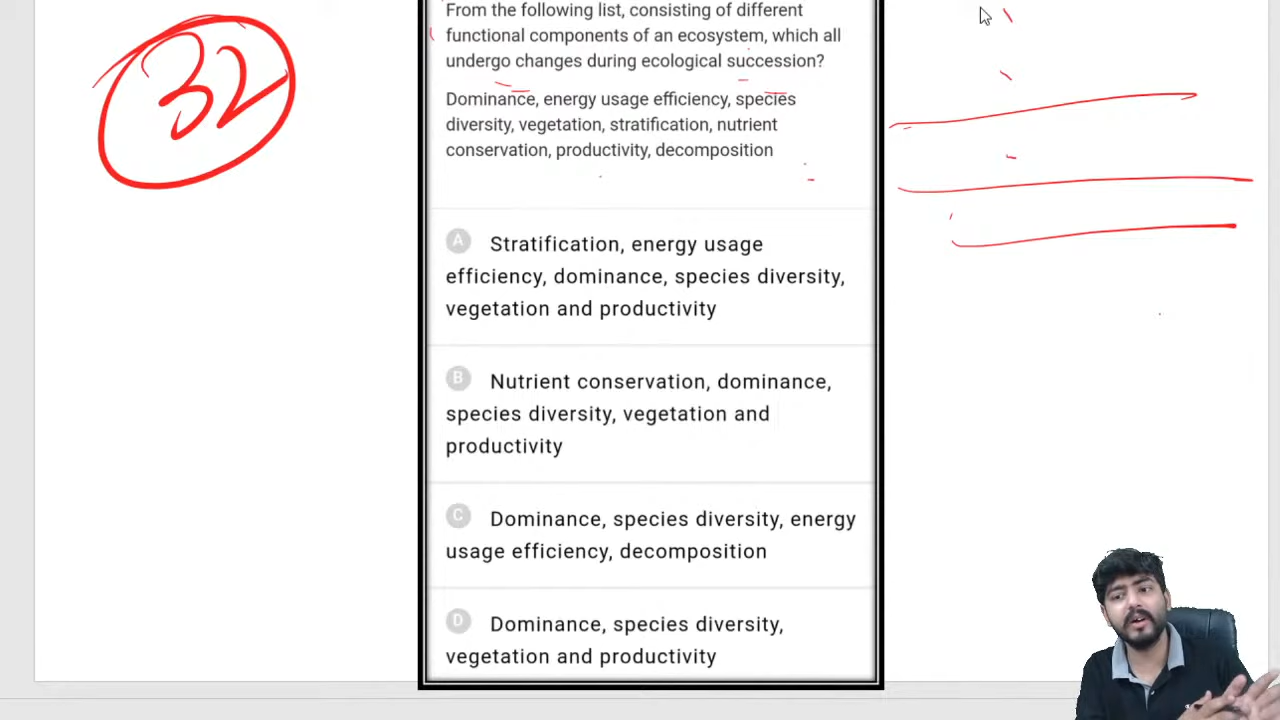 32
From the following list, consisting of different
functional components of an ecosystem, which all
undergo changes during ecological succession?
Dominance, energy usage efficiency, species
diversity, vegetation, stratification, nutrient
conservation, productivity, decomposition
A Stratification, energy usage
efficiency, dominance, species diversity,
vegetation and productivity
B Nutrient conservation, dominance,
species diversity, vegetation and
productivity
C Dominance, species diversity, energy
usage efficiency, decomposition
D Dominance, species diversity,
vegetation and productivity